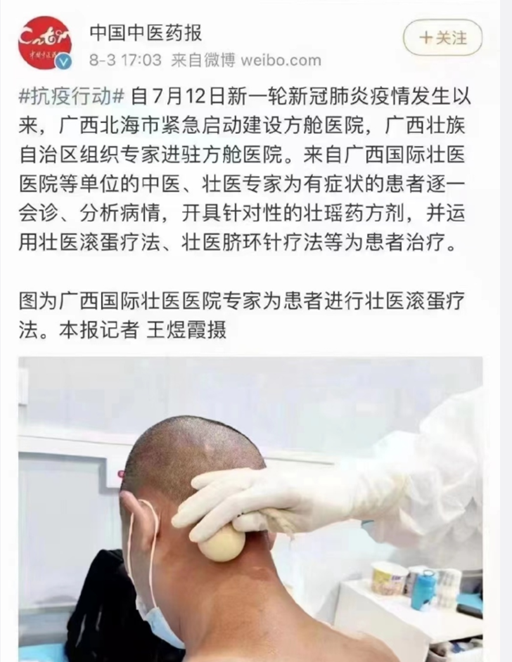 中国中医药报
8-3 17:03 来自微博 weibo.com
+关注
#抗疫行动# 自7月12日新一轮新冠肺炎疫情发生以
来，广西北海市紧急启动建设方舱医院，广西壮族
自治区组织专家进驻方舱医院。来自广西国际壮医
医院等单位的中医、壮医专家为有症状的患者逐一
会诊、分析病情，开具针对性的壮瑶药方剂，并运
用壮医滚蛋疗法、壮医脐环针疗法等为患者治疗。
图为广西国际壮医医院专家为患者进行壮医滚蛋疗
法。本报记者 王煜霞摄